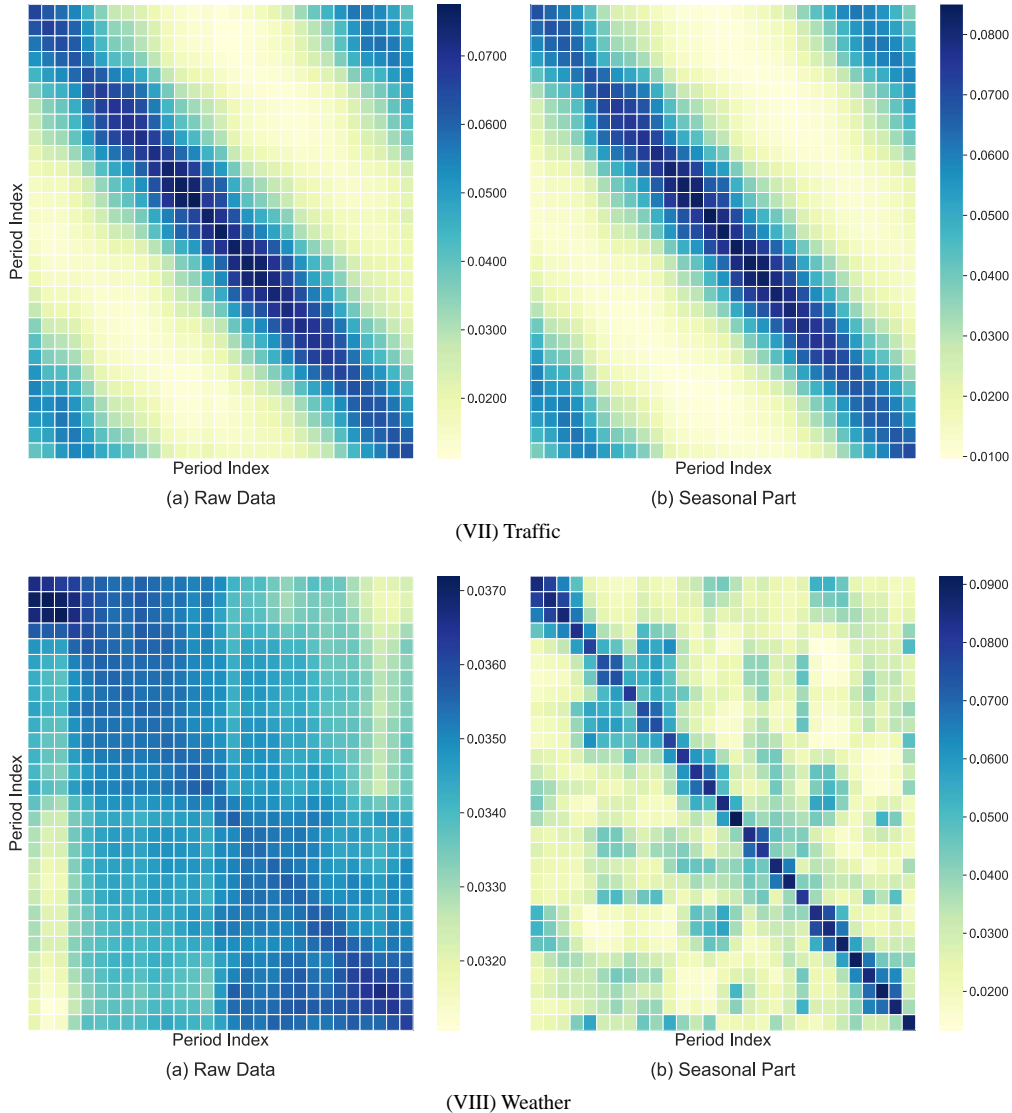 0.0700
0.0600
0.0500
0.0400
0.0300
0.0200
Period Index
Period Index
(a) Raw Data
0.0800
0.0700
0.0600
0.0500
0.0400
0.0300
0.0200
0.0100
Period Index
(b) Seasonal Part
(VII) Traffic
0.0370
0.0360
0.0350
0.0340
0.0330
0.0320
Period Index
Period Index
(a) Raw Data
0.0900
0.0800
0.0700
0.0600
0.0500
0.0400
0.0300
0.0200
Period Index
(b) Seasonal Part
(VIII) Weather